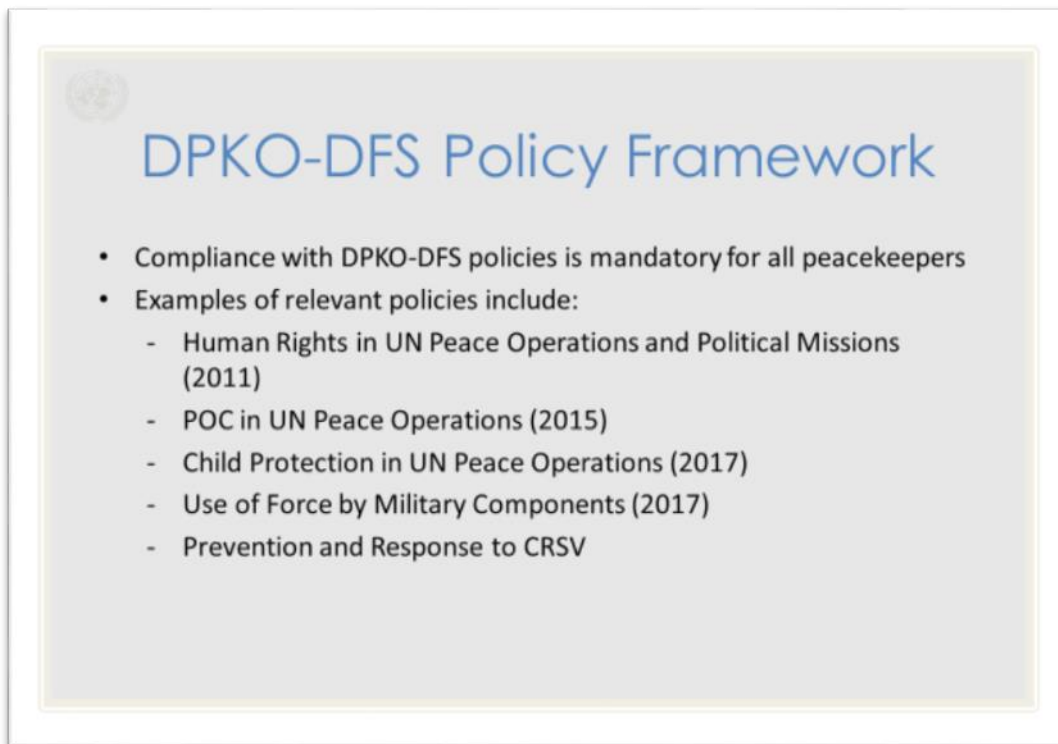 DPKO-DFS Policy Framework
• Compliance with DPKO-DFS policies is mandatory for all peacekeepers
• Examples of relevant policies include:
- Human Rights in UN Peace Operations and Political Missions
(2011)
- POC in UN Peace Operations (2015)
- Child Protection in UN Peace Operations (2017)
- Use of Force by Military Components (2017)
- Prevention and Response to CRSV